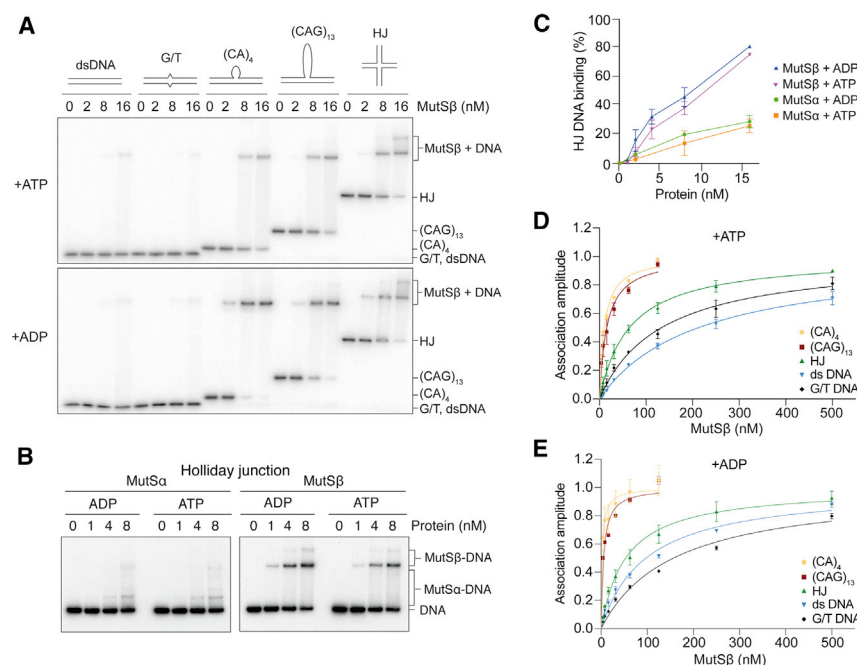 A
dsDNA G/T (CA)4 (CAG)13 HJ
0 2 8 16 0 2 8 16 0 2 8 16 0 2 8 16 0 2 8 16 MutSβ (nM)
+ATP
MutSβ + DNA
HJ
(CAG)13
(CA)4
G/T, dsDNA
+ADP
MutSβ + DNA
HJ
(CAG)13
(CA)4
G/T, dsDNA
B
Holliday junction
MutSα MutSβ
ADP ATP ADP ATP
0 1 4 8 0 1 4 8 0 1 4 8 0 1 4 8 Protein (nM)
MutSβ-DNA
MutSα-DNA
DNA
C
HJ DNA binding (%)
100
80
60
40
20
0
0 5 10 15
Protein (nM)
MutSβ + ADP
MutSβ + ATP
MutSα + ADP
MutSα + ATP
D
+ATP
Association amplitude
1.2
1.0
0.8
0.6
0.4
0.2
0.0
0 100 200 300 400 500
MutSβ (nM)
(CA)4
(CAG)13
HJ
ds DNA
G/T DNA
E
+ADP
Association amplitude
1.2
1.0
0.8
0.6
0.4
0.2
0.0
0 100 200 300 400 500
MutSβ (nM)
(CA)4
(CAG)13
HJ
ds DNA
G/T DNA